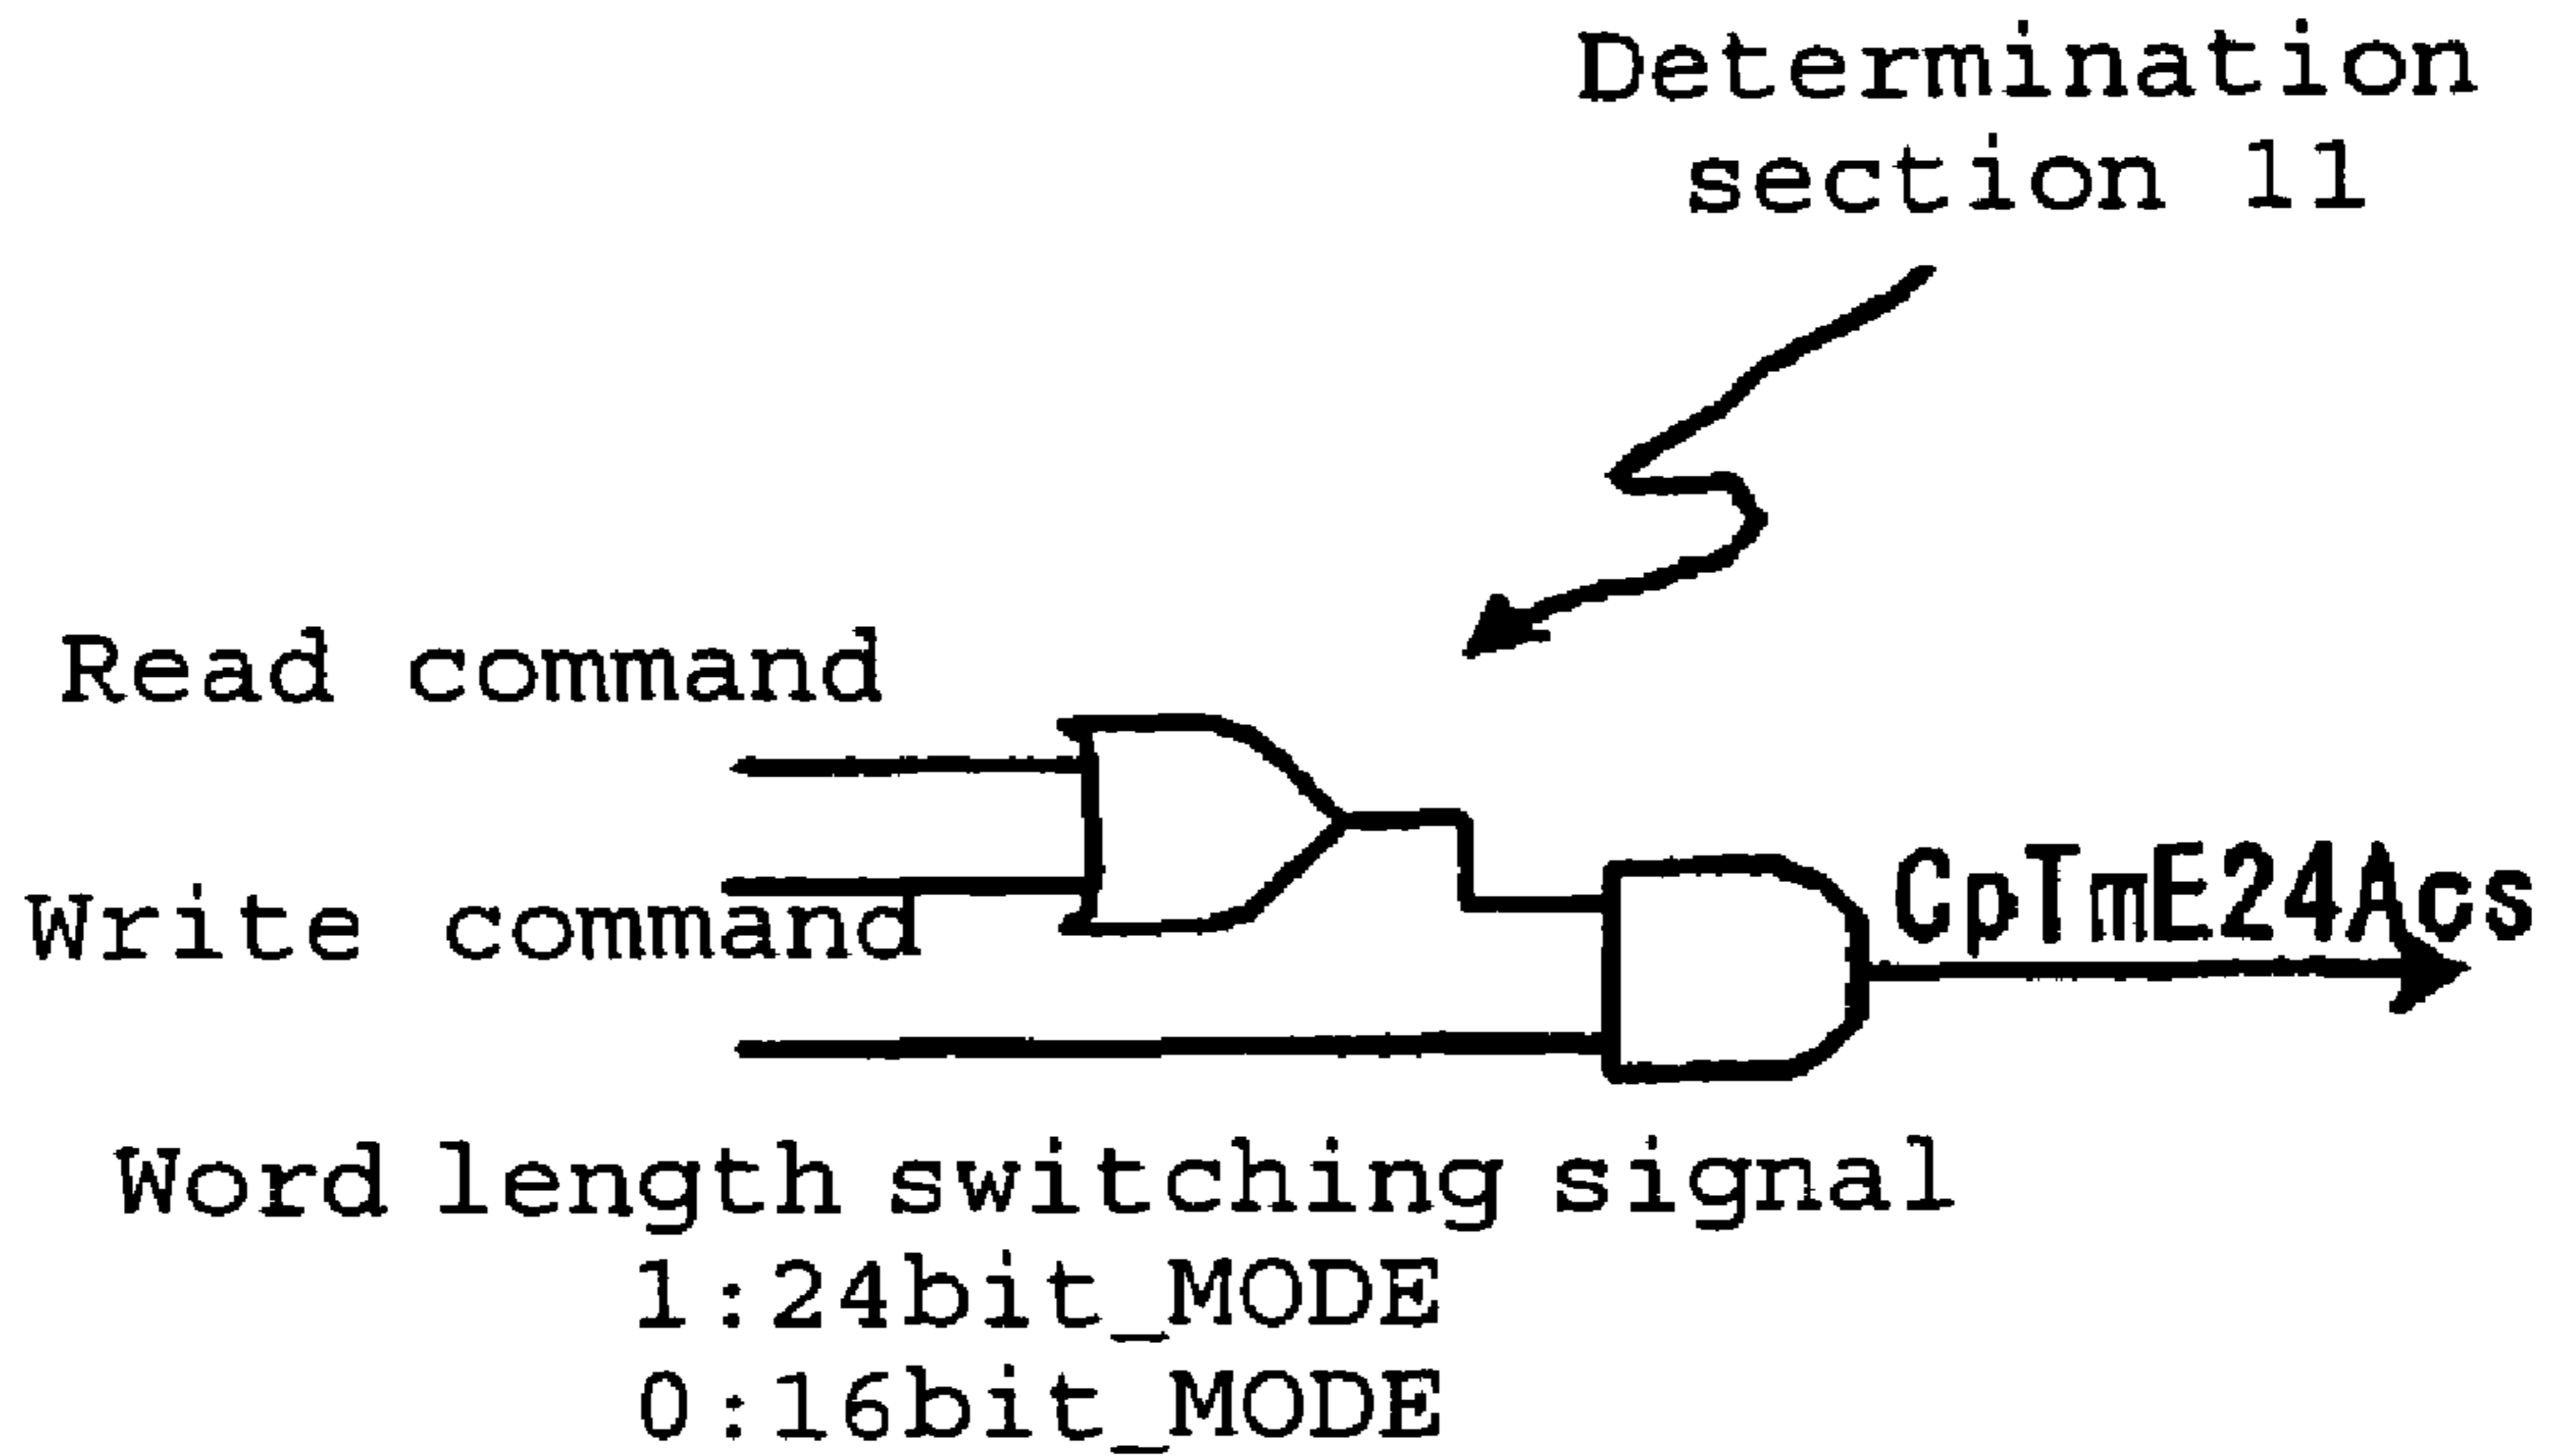 Determination
section 11
Read command
Write command
CpTmE24Acs
Word length switching signal
1:24bit_MODE
0:16bit_MODE